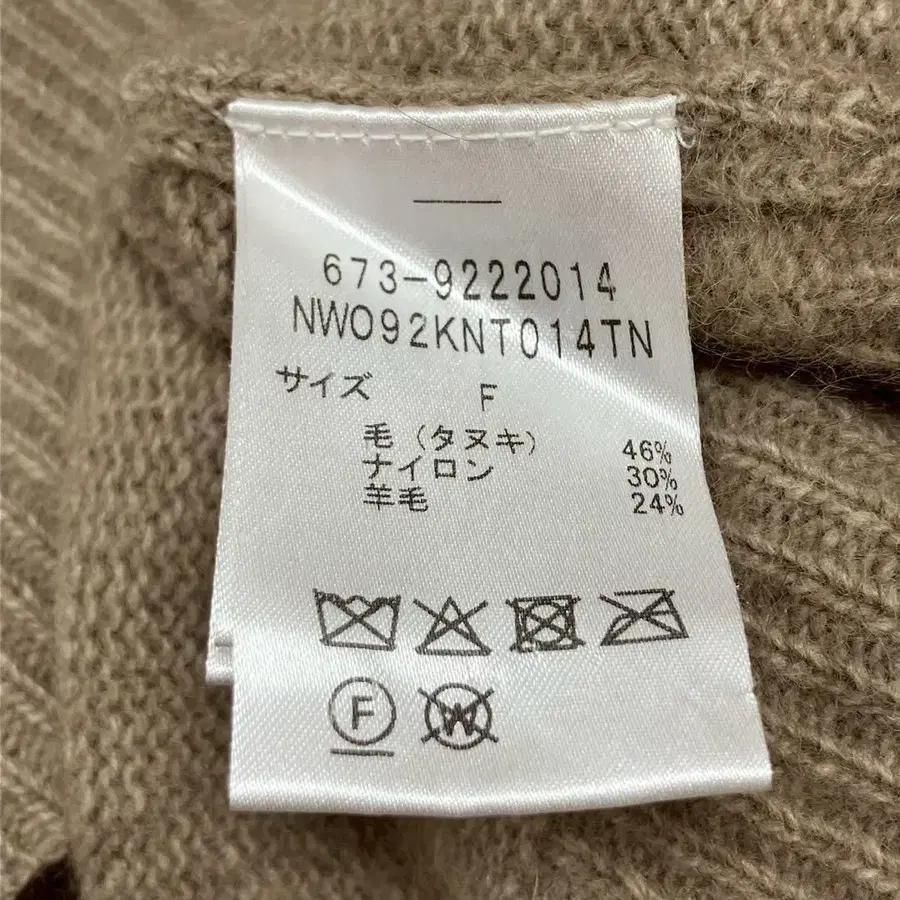 673-9222014
NW092KNT014TN
サイズ F
毛(タヌキ) 46%
ナイロン 30%
羊毛 24%
F W